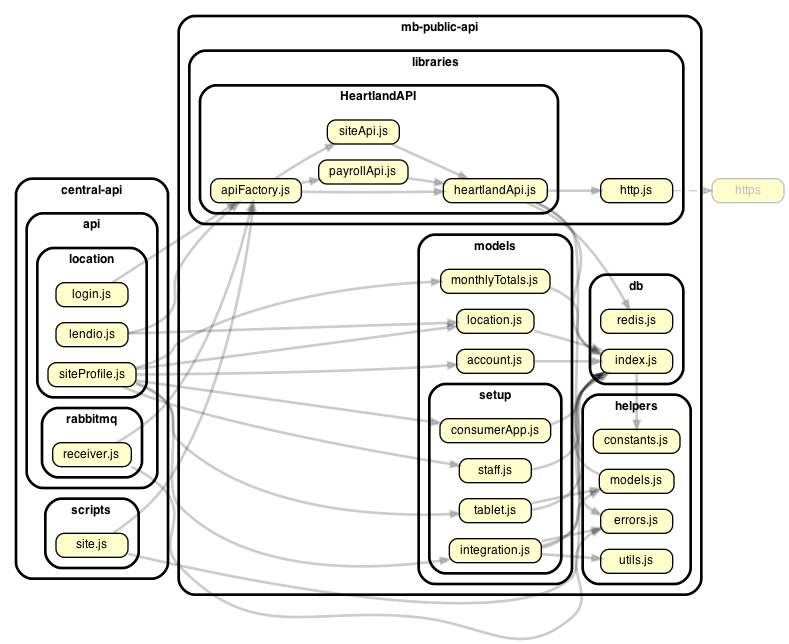 mb-public-api
libraries
HeartlandAPI
siteApi.js
payrollApi.js
apiFactory.js
heartlandApi.js
http.js
https
central-api
api
location
login.js
lendio.js
siteProfile.js
rabbitmq
receiver.js
scripts
site.js
models
monthlyTotals.js
location.js
account.js
setup
consumerApp.js
staff.js
tablet.js
integration.js
db
redis.js
index.js
helpers
constants.js
models.js
errors.js
utils.js